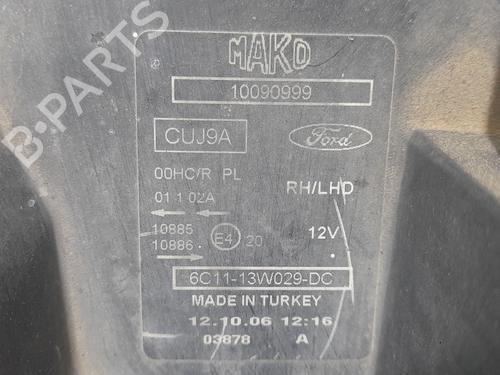 MAKO
10090999
CUJ9A
Ford
00HC/R PL
RH/LHD
01 1 02A
10885
10886
E4 20
12V
6C11-13W029-DC
MADE IN TURKEY
12.10.06 12:16
03878 A
B-PARTS